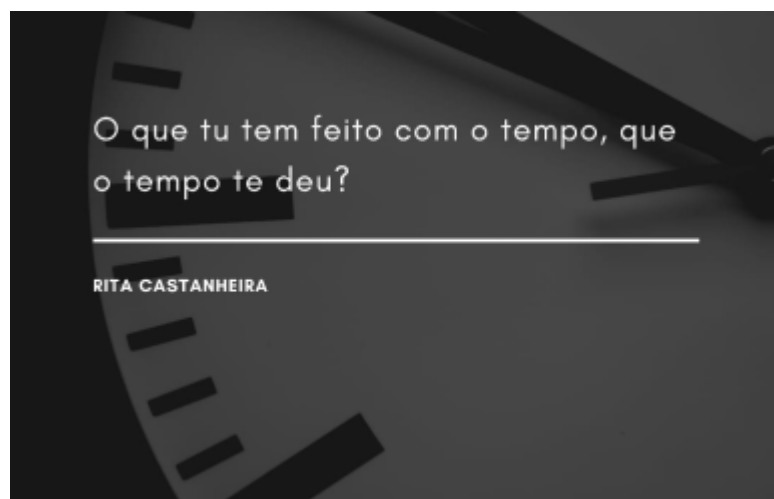 O que tu tem feito com o tempo, que
o tempo te deu?
RITA CASTANHEIRA